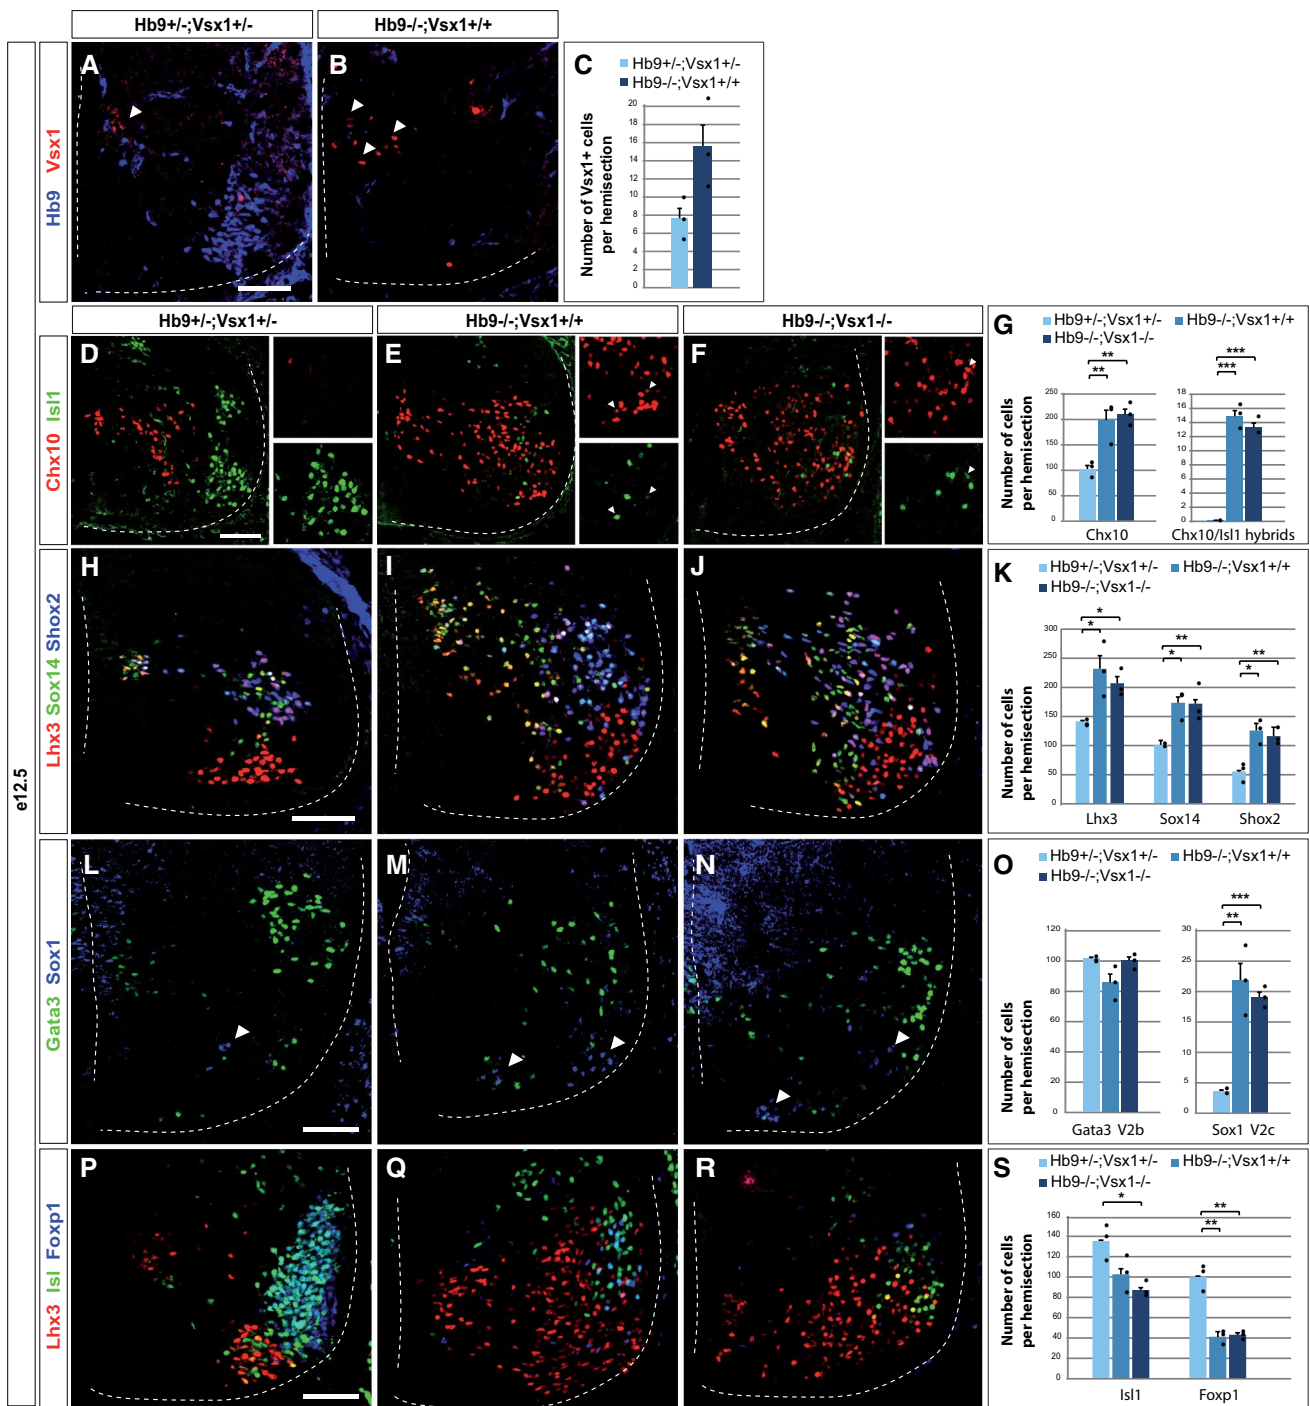 Hb9+/-;Vsx1+/-
Hb9-/-;Vsx1+/+
e12.5
Hb9 Vsx1
A
B
C
Hb9+/-;Vsx1+/-
Hb9-/-;Vsx1+/+
Number of Vsx1+ cells
per hemisection
20
18
16
14
12
10
8
6
4
2
0
Hb9+/-;Vsx1+/-
Hb9-/-;Vsx1+/+
Hb9-/-;Vsx1-/-
Chx10 Isl1
D
E
F
G
Hb9+/-;Vsx1+/-
Hb9-/-;Vsx1+/+
Hb9-/-;Vsx1-/-
Number of cells
per hemisection
**
**
250
200
150
100
50
0
Chx10
***
***
18
16
14
12
10
8
6
4
2
0
Chx10/Isl1 hybrids
Lhx3 Sox14 Shox2
H
I
J
K
Hb9+/-;Vsx1+/-
Hb9-/-;Vsx1+/+
Hb9-/-;Vsx1-/-
Number of cells
per hemisection
300
250
200
150
100
50
0
*
*
**
*
**
*
Lhx3 Sox14 Shox2
Gata3 Sox1
L
M
N
O
Hb9+/-;Vsx1+/-
Hb9-/-;Vsx1+/+
Hb9-/-;Vsx1-/-
Number of cells
per hemisection
120
100
80
60
40
20
0
Gata3 V2b
***
**
30
25
20
15
10
5
0
Sox1 V2c
Lhx3 Isl Foxp1
P
Q
R
S
Hb9+/-;Vsx1+/-
Hb9-/-;Vsx1+/+
Hb9-/-;Vsx1-/-
Number of cells
per hemisection
160
140
120
100
80
60
40
20
0
*
**
**
Isl1 Foxp1